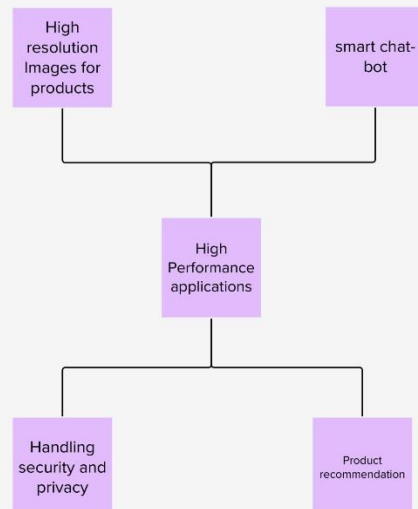 High
resolution
Images for
products
smart chat-
bot
High
Performance
applications
Handling
security and
privacy
Product
recommendation